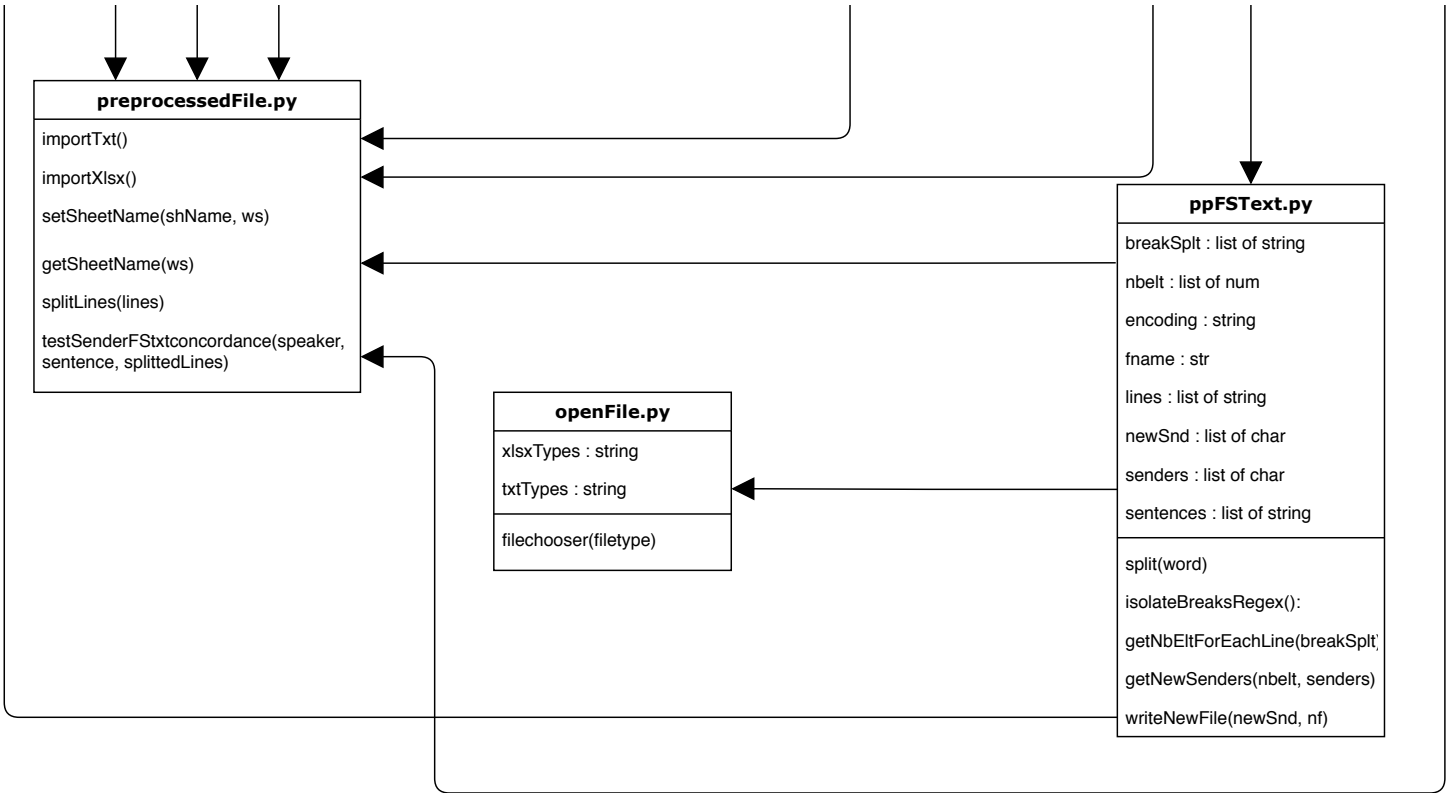 preprocessedFile.py
importTxt()
importXlsx()
setSheetName(shName, ws)
getSheetName(ws)
splitLines(lines)
testSenderFStxtconcordance(speaker,
sentence, splittedLines)
openFile.py
xlsxTypes : string
txtTypes : string
filechooser(filetype)
ppFSText.py
breakSplt : list of string
nbelt : list of num
encoding : string
fname : str
lines : list of string
newSnd : list of char
senders : list of char
sentences : list of string
split(word)
isolateBreaksRegex():
getNbEltForEachLine(breakSplt)
getNewSenders(nbelt, senders)
writeNewFile(newSnd, nf)